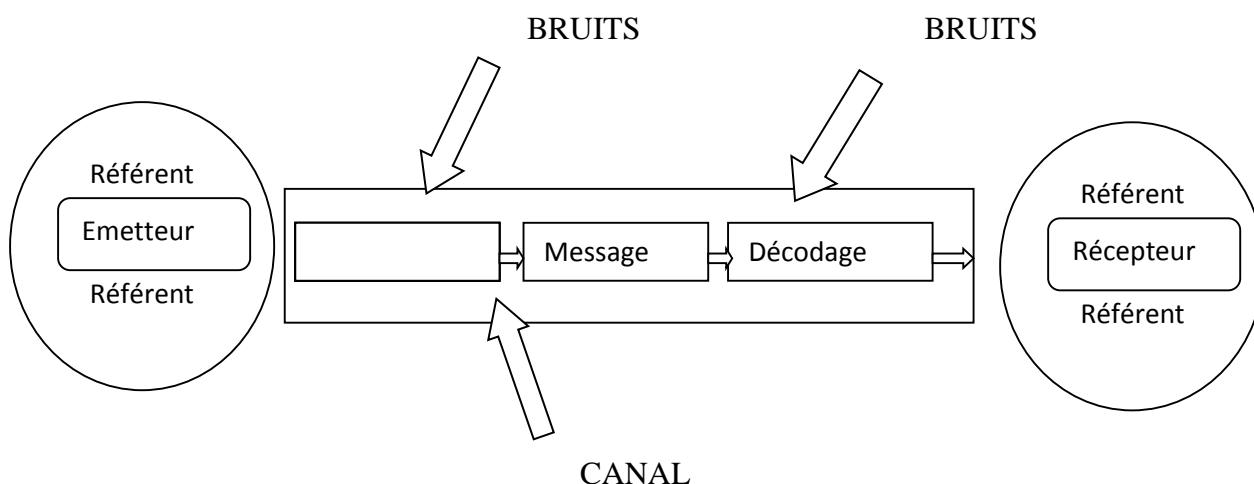 BRUITS BRUITS
Référent
Emetteur
Référent
Message
Décodage
Référent
Récepteur
Référent
CANAL